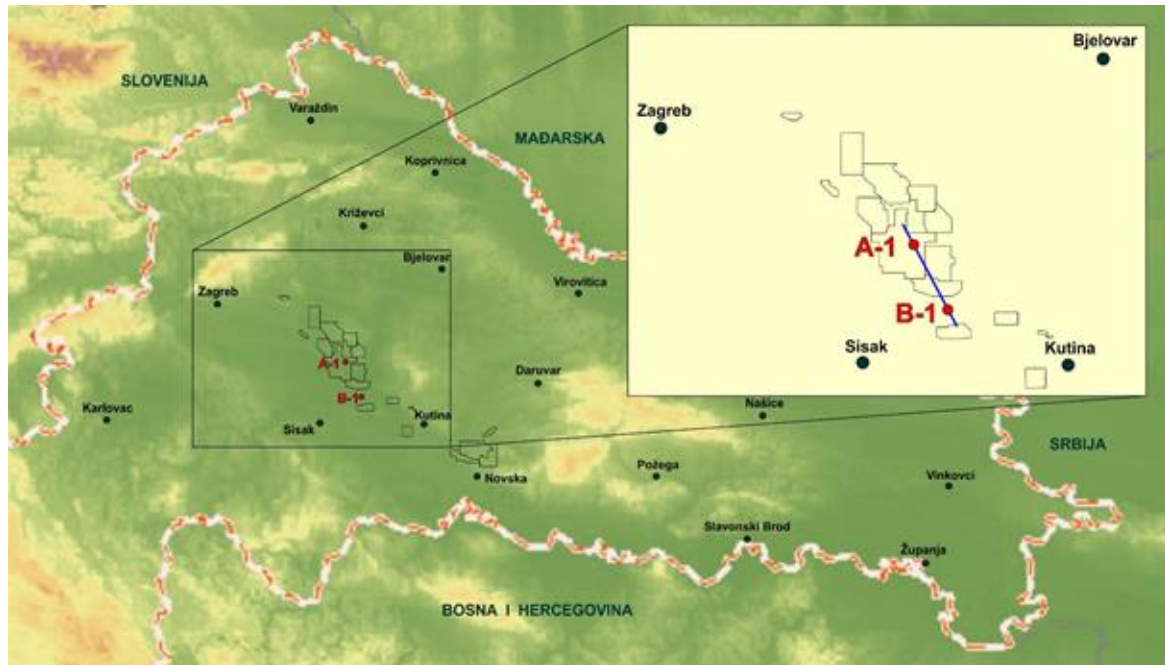 SLOVENIJA
Varaždin
MAĐARSKA
Koprivnica
Križevci
Bjelovar
Zagreb
Virovitica
A-1
Daruvar
B-1
Karlovac
Sisak
Kutina
Našice
Novska
Požega
Vinkovci
SRBIJA
Slavonski Brod
Županja
BOSNA I HERCEGOVINA
Bjelovar
Zagreb
A-1
B-1
Sisak
Kutina